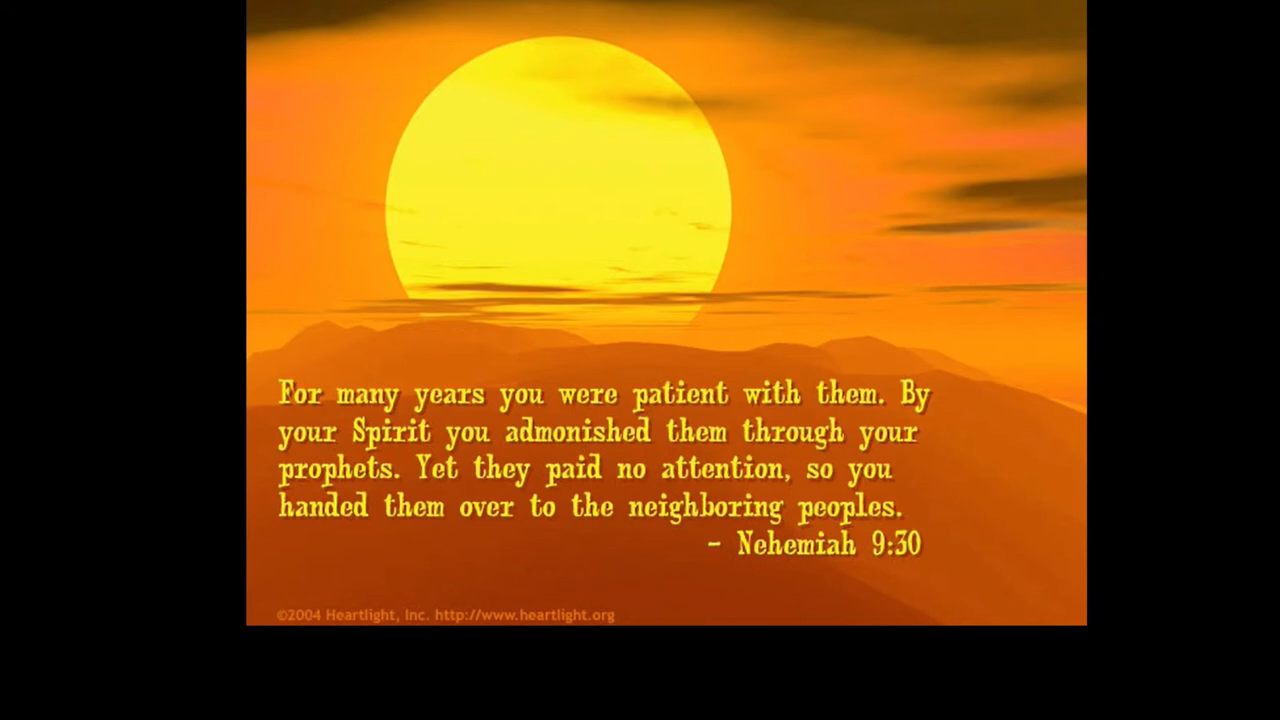 For many years you were patient with them. By
your Spirit you admonished them through your
prophets. Yet they paid no attention, so you
handed them over to the neighboring peoples.
- Nehemiah 9:30
©2004 Heartlight, Inc. http://www.heartlight.org